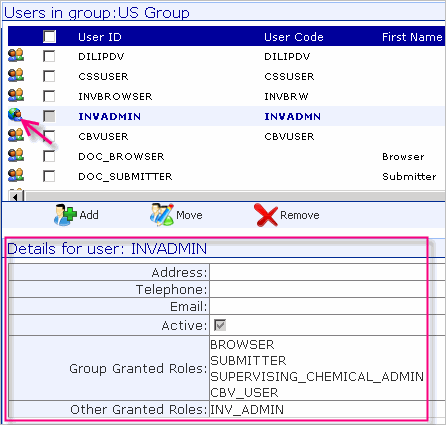 Users in group:US Group
User ID User Code First Name
DILIPDV DILIPDV
CSSUSER CSSUSER
INVBROWSER INVBRW
INVADMIN INVADMN
CBVUSER CBVUSER
DOC_BROWSER Browser
DOC_SUBMITTER Submitter
Add Move Remove
Details for user: INVADMIN
Address:
Telephone:
Email:
Active:
Group Granted Roles: BROWSER
SUBMITTER
SUPERVISING_CHEMICAL_ADMIN
CBV_USER
Other Granted Roles: INV_ADMIN